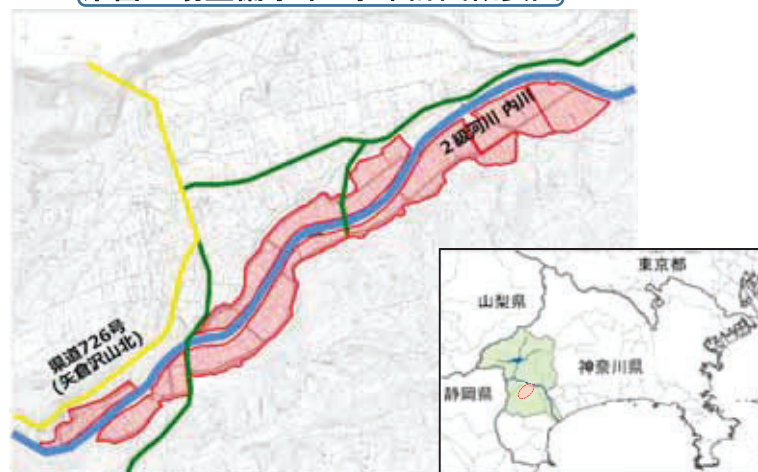 2級河川 内川
県道726号
(矢倉沢山北)
東京都
山梨県
神奈川県
静岡県